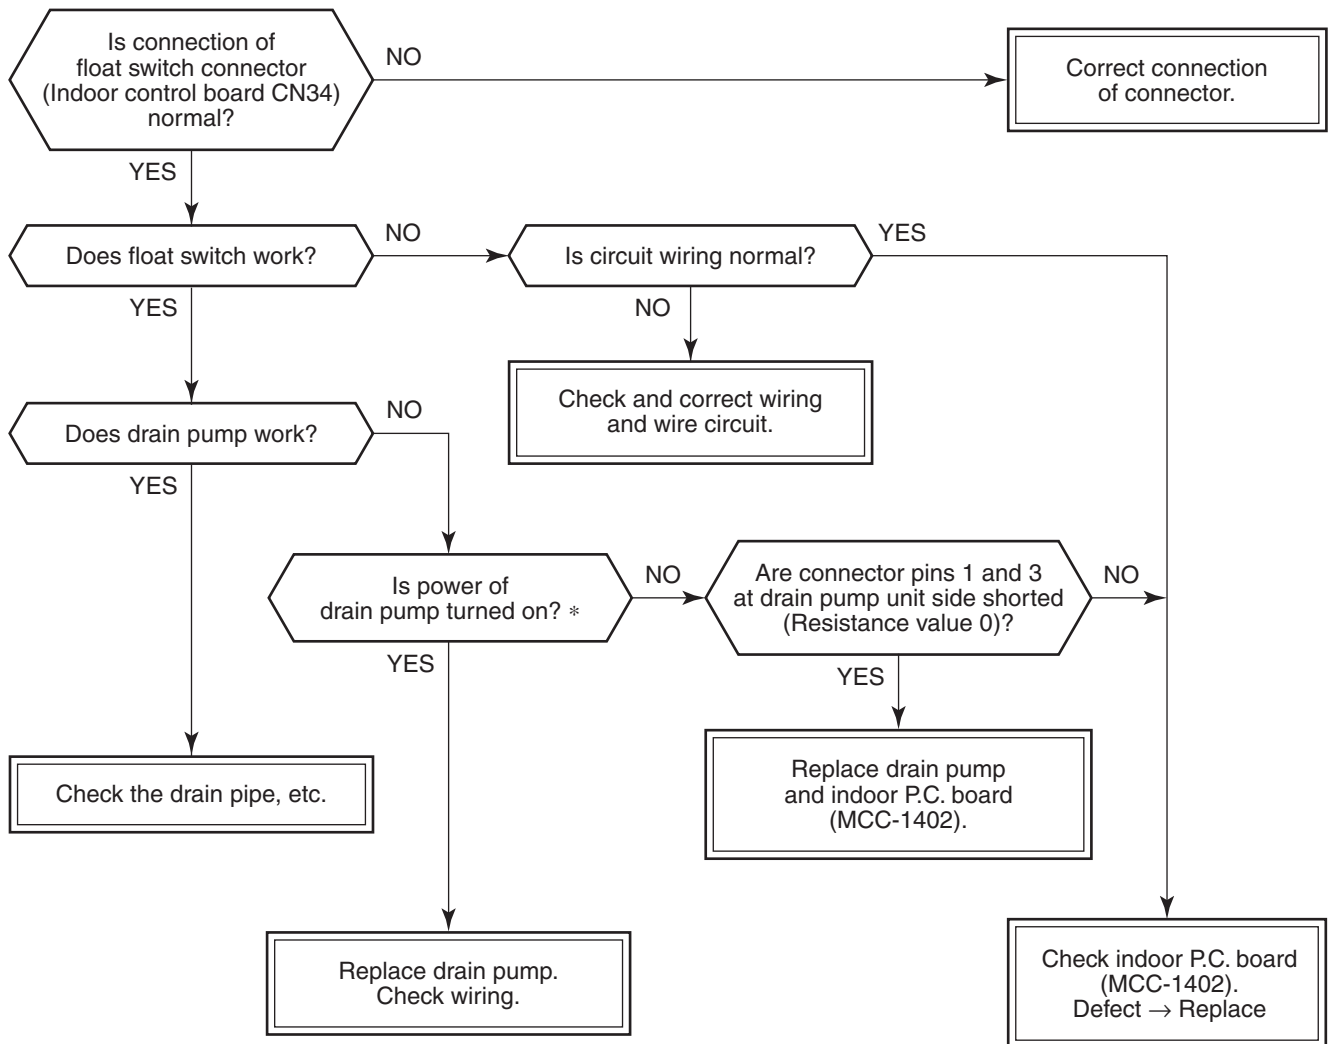 Is connection of
float switch connector
(Indoor control board CN34)
normal?
NO
Correct connection
of connector.
YES
Does float switch work?
NO
Is circuit wiring normal?
YES
YES
NO
Check and correct wiring
and wire circuit.
Does drain pump work?
NO
YES
Is power of
drain pump turned on? *
NO
Are connector pins 1 and 3
at drain pump unit side shorted
(Resistance value 0)?
NO
YES
YES
Check the drain pipe, etc.
Replace drain pump
and indoor P.C. board
(MCC-1402).
Replace drain pump.
Check wiring.
Check indoor P.C. board
(MCC-1402).
Defect → Replace